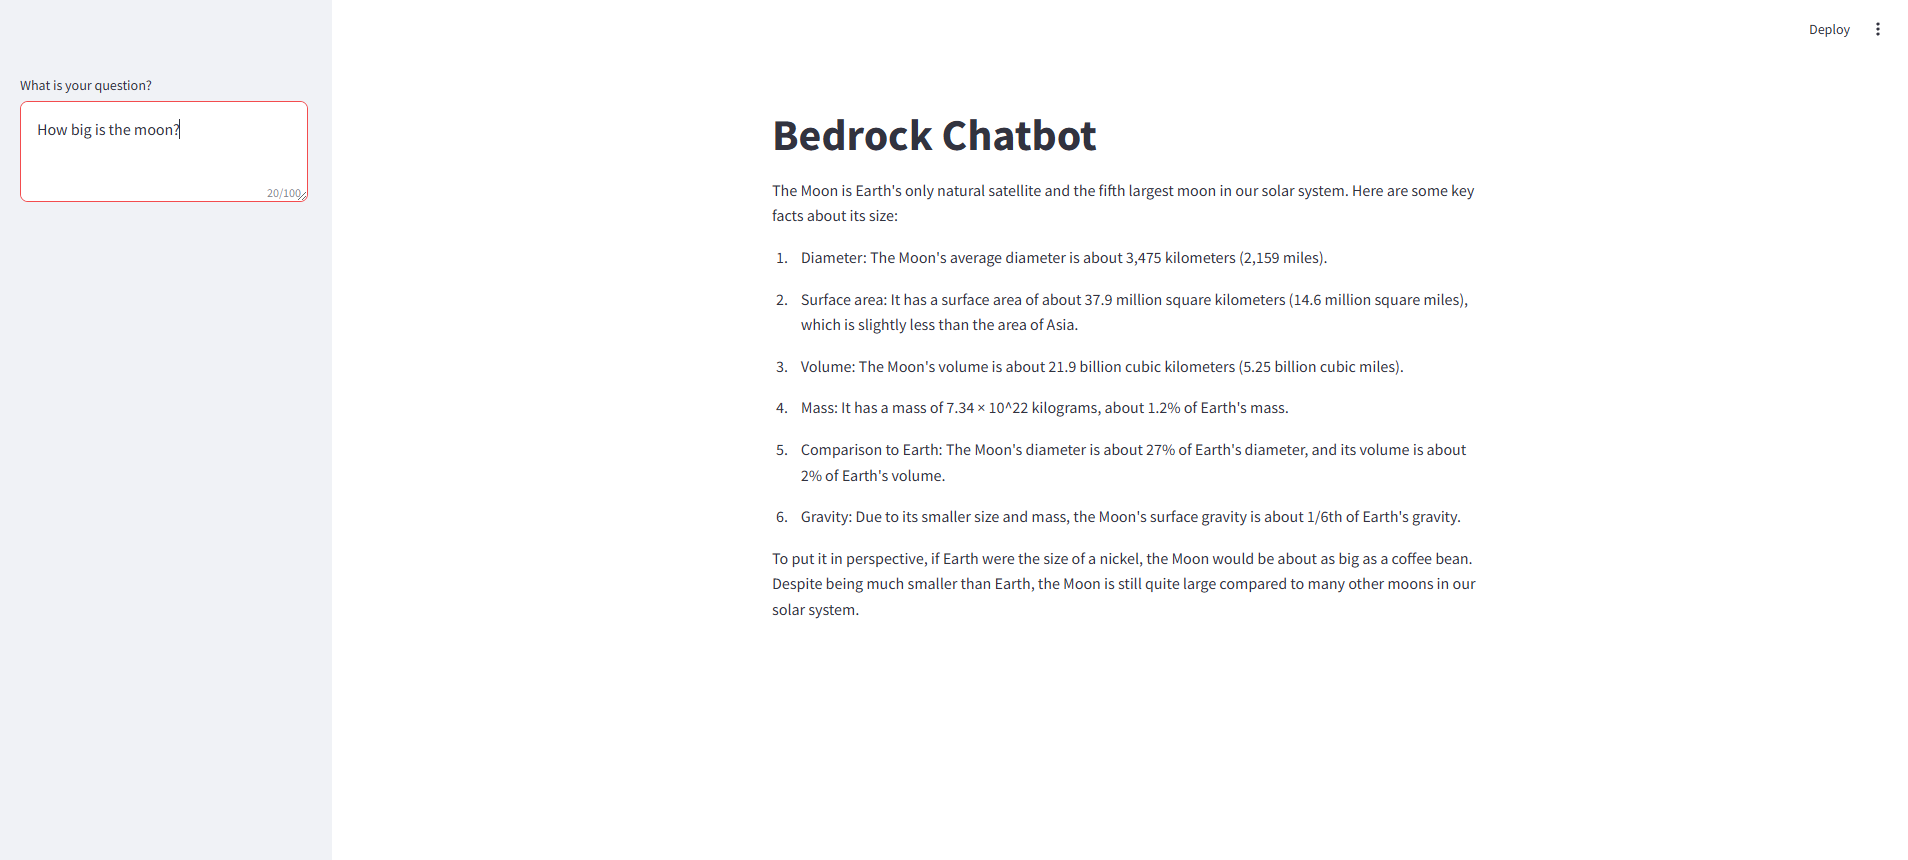 Deploy
What is your question?
How big is the moon?
20/100
Bedrock Chatbot
The Moon is Earth's only natural satellite and the fifth largest moon in our solar system. Here are some key
facts about its size:
1. Diameter: The Moon's average diameter is about 3,475 kilometers (2,159 miles).
2. Surface area: It has a surface area of about 37.9 million square kilometers (14.6 million square miles),
which is slightly less than the area of Asia.
3. Volume: The Moon's volume is about 21.9 billion cubic kilometers (5.25 billion cubic miles).
4. Mass: It has a mass of 7.34 × 10^22 kilograms, about 1.2% of Earth's mass.
5. Comparison to Earth: The Moon's diameter is about 27% of Earth's diameter, and its volume is about
2% of Earth's volume.
6. Gravity: Due to its smaller size and mass, the Moon's surface gravity is about 1/6th of Earth's gravity.
To put it in perspective, if Earth were the size of a nickel, the Moon would be about as big as a coffee bean.
Despite being much smaller than Earth, the Moon is still quite large compared to many other moons in our
solar system.